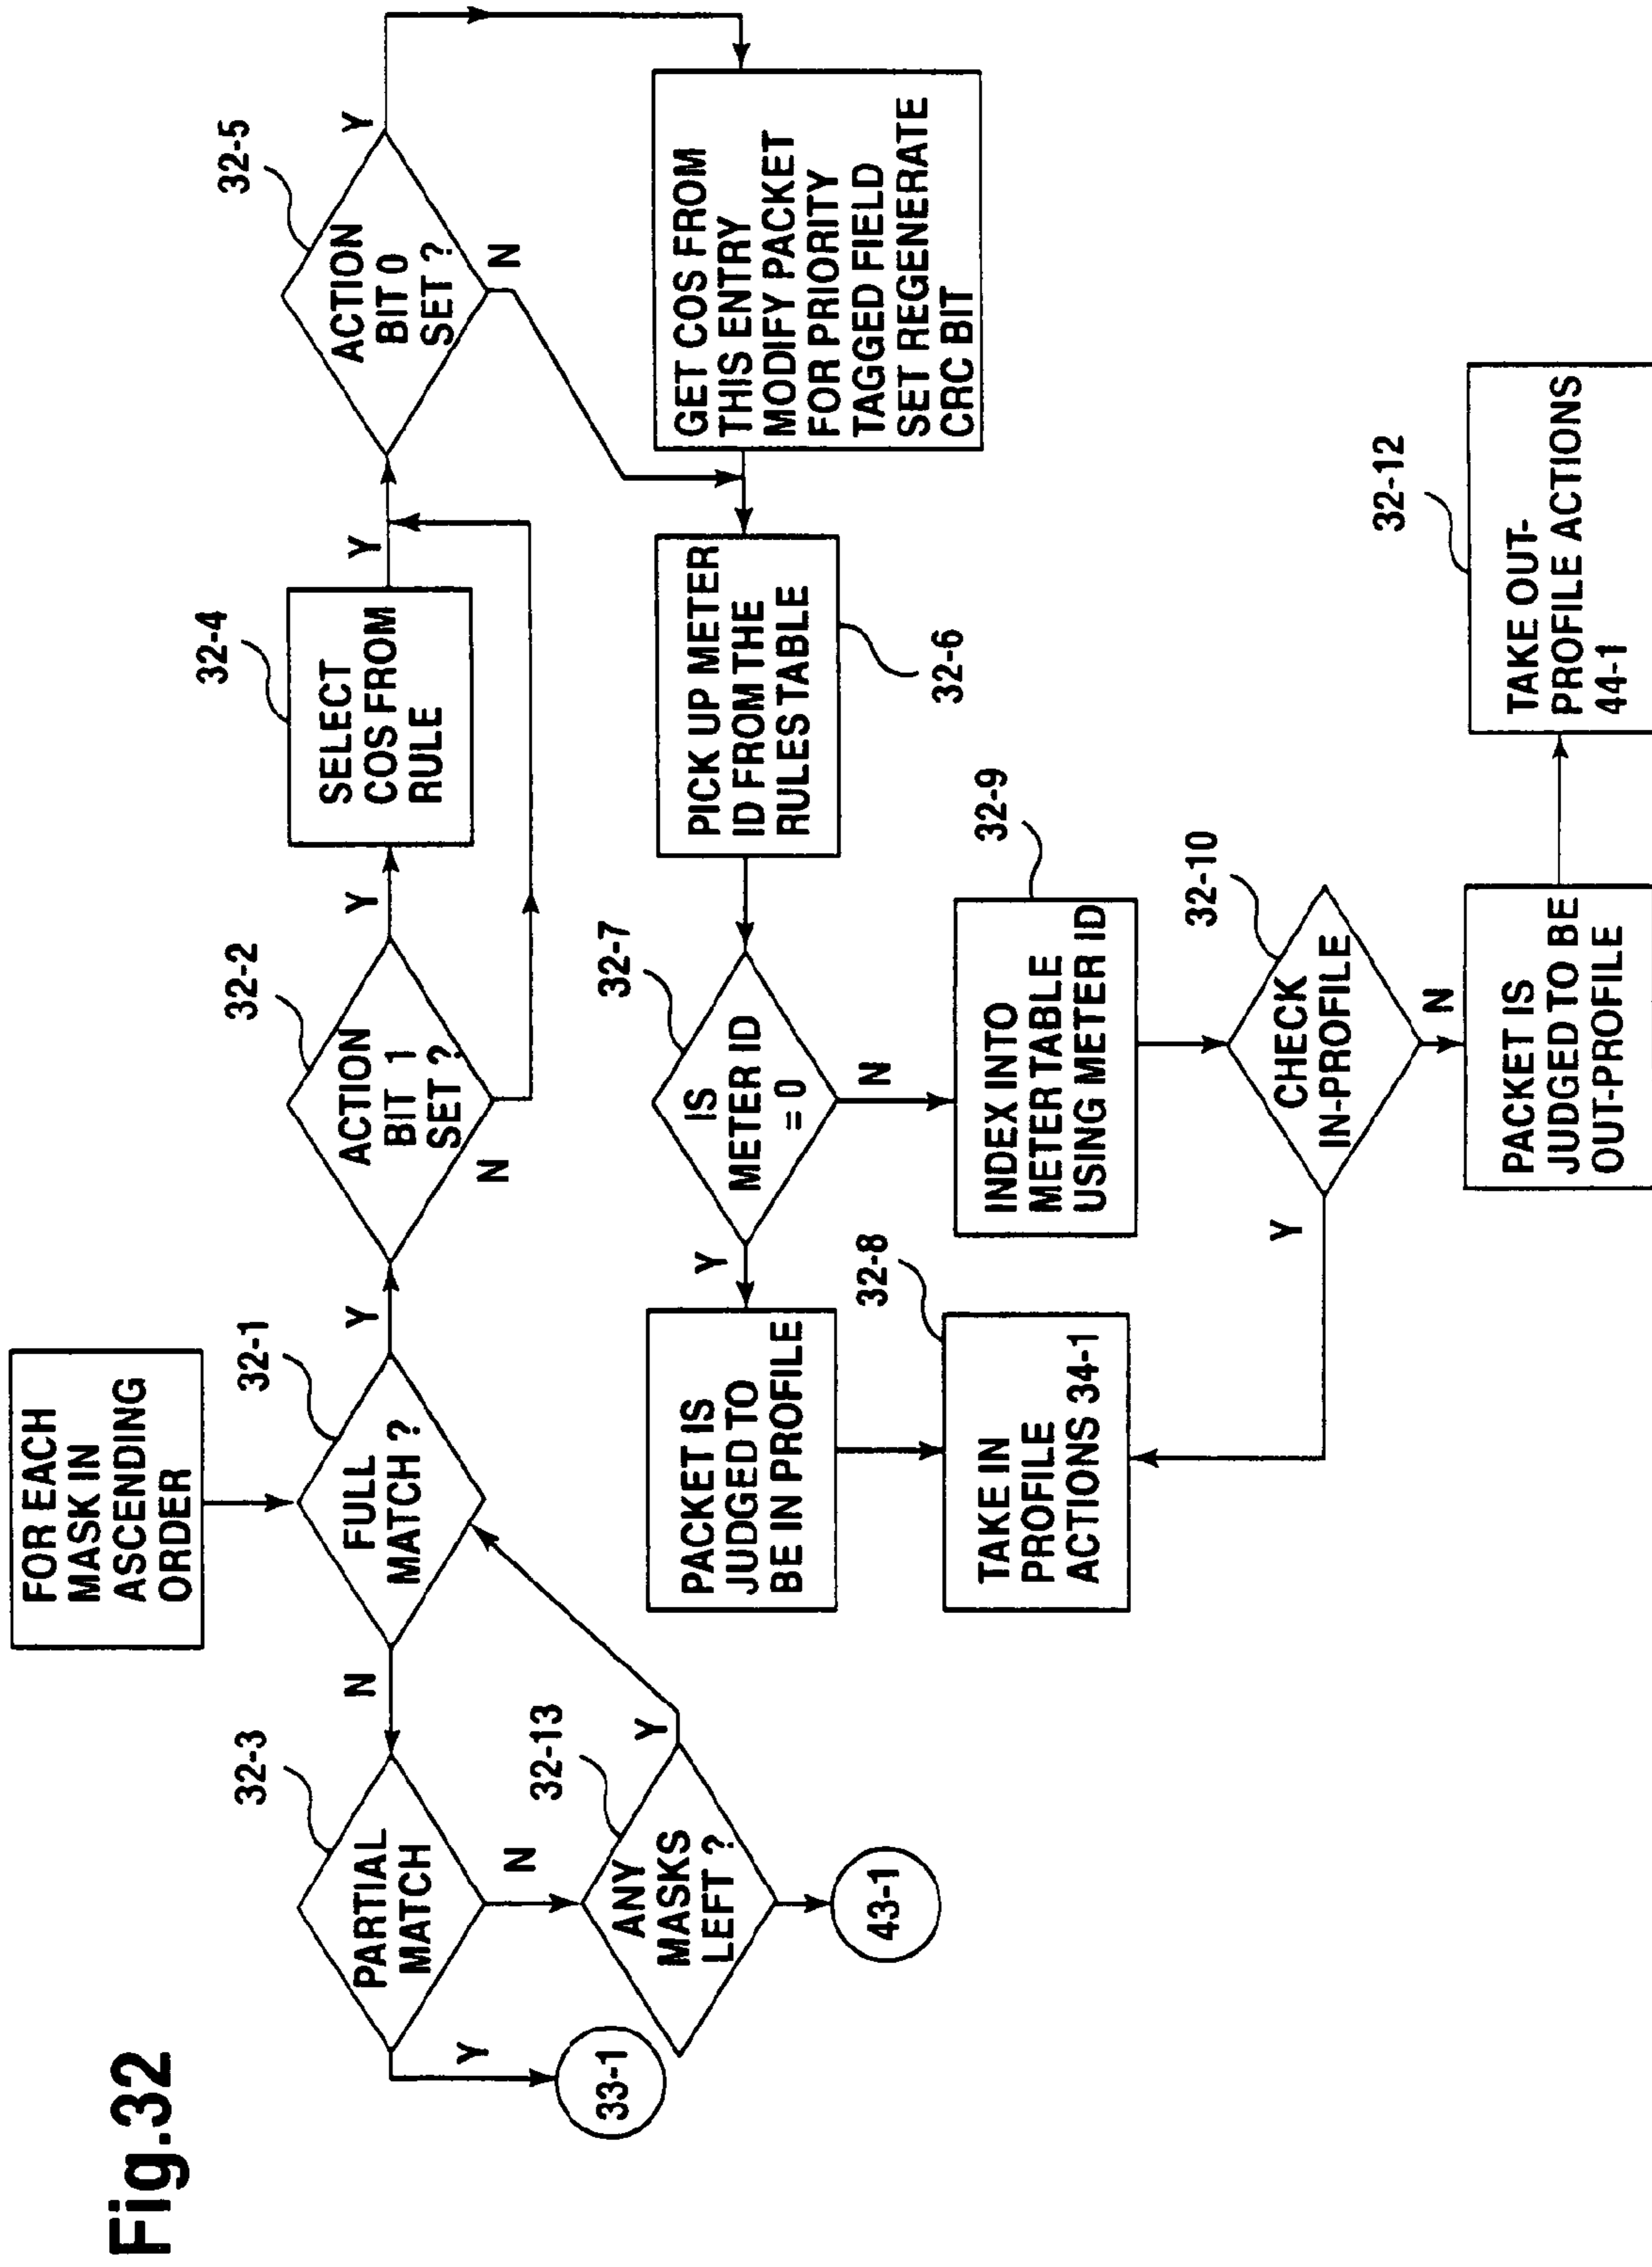 Fig.32
FOR EACH
MASK IN
ASCENDING
ORDER
32-1
FULL
MATCH ?
Y
N
32-3
PARTIAL
MATCH
Y
33-1
N
32-13
ANY
MASKS
LEFT ?
Y
43-1
32-2
ACTION
BIT 1
SET ?
Y
N
32-4
SELECT
COS FROM
RULE
Y
32-5
ACTION
BIT 0
SET ?
Y
N
GET COS FROM
THIS ENTRY
MODIFY PACKET
FOR PRIORITY
TAGGED FIELD
SET REGENERATE
CRC BIT
PICK UP METER
ID FROM THE
RULES TABLE
32-6
32-7
IS
METER ID
= 0
Y
N
PACKET IS
JUDGED TO
BE IN PROFILE
32-8
TAKE IN
PROFILE
ACTIONS 34-1
32-9
INDEX INTO
METER TABLE
USING METER ID
32-10
CHECK
IN-PROFILE
Y
N
PACKET IS
JUDGED TO BE
OUT-PROFILE
32-12
TAKE OUT-
PROFILE ACTIONS
44-1